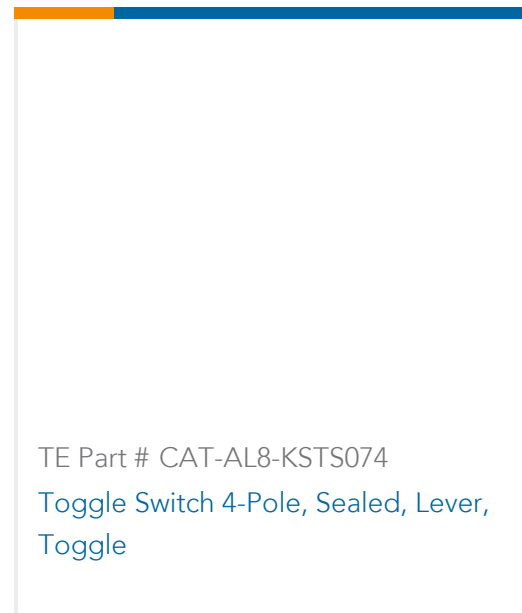 TE Part # CAT-AL8-KSTS074
Toggle Switch 4-Pole, Sealed, Lever,
Toggle